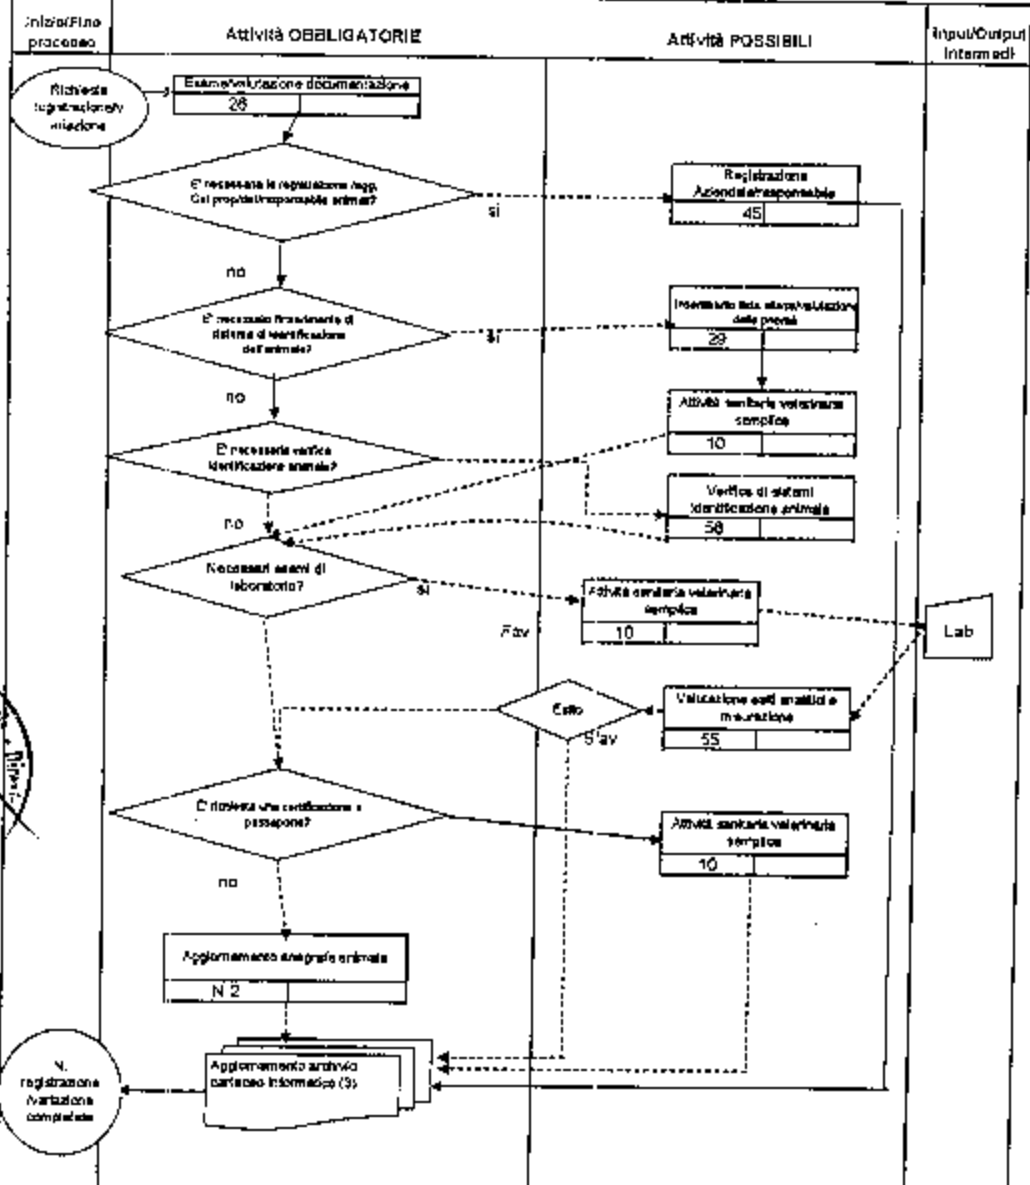 Inizio/Fine
processo
Attività OBBLIGATORIE
Attività POSSIBILI
Input/Output
Intermedi
Richiesta
registrazione/v
ariazione
Esame/valutazione documentazione
26
E' necessaria la registrazione /agg.
Del prop/det/responsabile animali?
si
Registrazione
Aziendale/responsabile
45
no
E' necessario l'inserimento di
sistema di identificazione
dell'animale?
si
29
no
Attività sanitaria veterinaria
semplice
10
E' necessaria verifica
identificazione animale?
Verifica di sistemi
identificazione animale
58
no
Necessari esami di
laboratorio?
si
Attività sanitaria veterinaria
semplice
10
Lab
Fav
Esito
Valutazione esiti analitici e
misurazione
55
E' richiesta una certificazione o
passaporto?
Attività sanitaria veterinaria
semplice
10
no
Aggiornamento anagrafe animale
N 2
Aggiornamento archivio
cartaceo informatico (3)
N.
registrazione
/variazione
completata